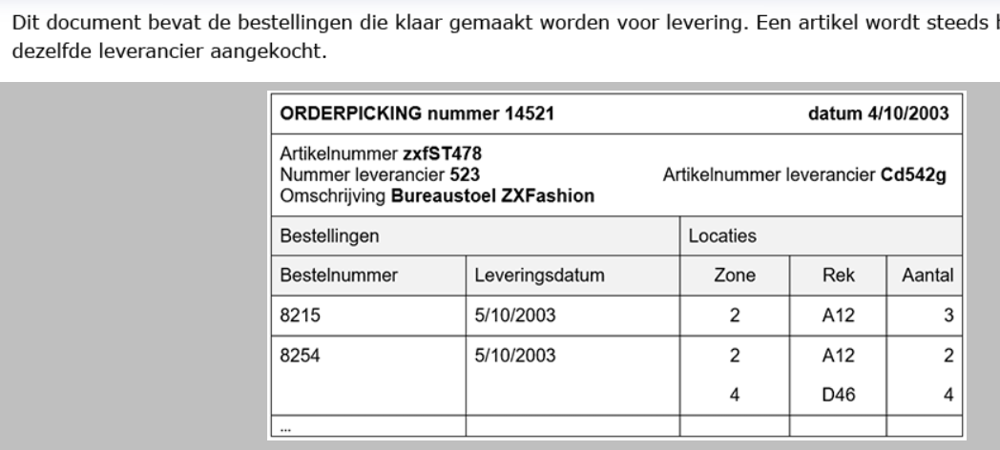 Dit document bevat de bestellingen die klaar gemaakt worden voor levering. Een artikel wordt steeds
dezelfde leverancier aangekocht.
ORDERPICKING nummer 14521 datum 4/10/2003
Artikelnummer zxfST478
Nummer leverancier 523 Artikelnummer leverancier Cd542g
Omschrijving Bureaustoel ZXFashion
Bestellingen Locaties
Bestelnummer Leveringsdatum Zone Rek Aantal
8215 5/10/2003 2 A12 3
8254 5/10/2003 2 A12 2
4 D46 4
...